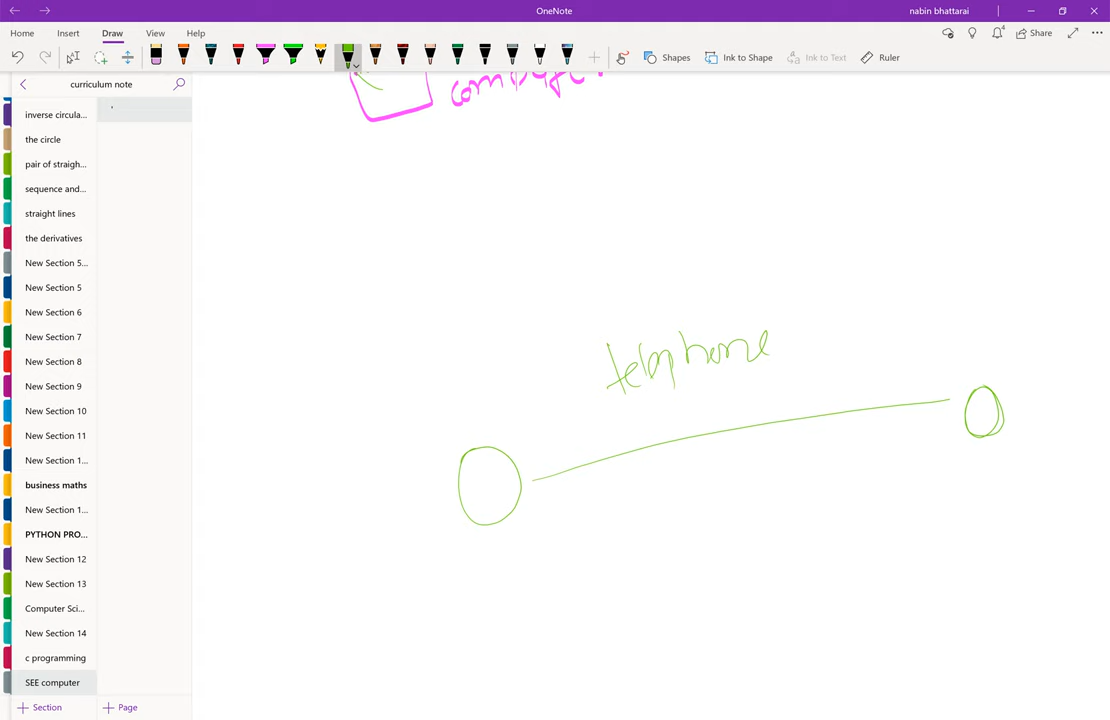 OneNote
nabin bhattarai
Home
Insert
Draw
View
Help
Share
Shapes
Ink to Shape
Ink to Text
Ruler
curriculum note
inverse circula...
the circle
pair of straigh...
sequence and...
straight lines
the derivatives
New Section 5...
New Section 5
New Section 6
New Section 7
New Section 8
New Section 9
New Section 10
New Section 11
New Section 1...
business maths
New Section 1...
PYTHON PRO...
New Section 12
New Section 13
Computer Sci...
New Section 14
c programming
SEE computer
Section
Page
telephone